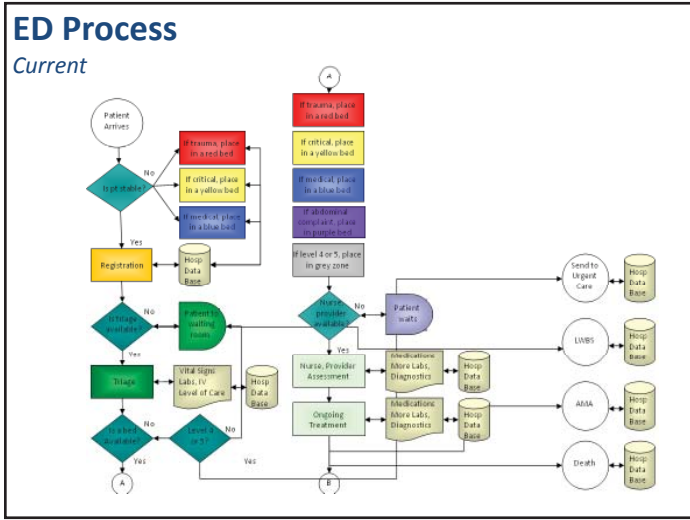 ED Process
Current
Patient
Arrives
Is pt stable?
No
Yes
If trauma, place
in a red bed
If critical, place
in a yellow bed
If medical, place
in a blue bed
Registration
Hosp
Data
Base
Is triage
available?
No
Yes
Patient to
waiting
room
Triage
Vital Signs
Labs, IV
Level of Care
Hosp
Data
Base
Is a bed
Available?
No
Yes
Level 4
or 5?
No
Yes
A
A
If trauma, place
in a red bed
If critical, place
in a yellow bed
If medical, place
in a blue bed
If abdominal
complaint, place
in purple bed
If level 4 or 5, place
in grey zone
Nurse,
provider
available?
No
Yes
Patient
waits
Nurse, Provider
Assessment
Medications
More Labs,
Diagnostics
Hosp
Data
Base
Ongoing
Treatment
Medications
More Labs,
Diagnostics
Hosp
Data
Base
B
Send to
Urgent
Care
Hosp
Data
Base
LWBS
Hosp
Data
Base
AMA
Hosp
Data
Base
Death
Hosp
Data
Base